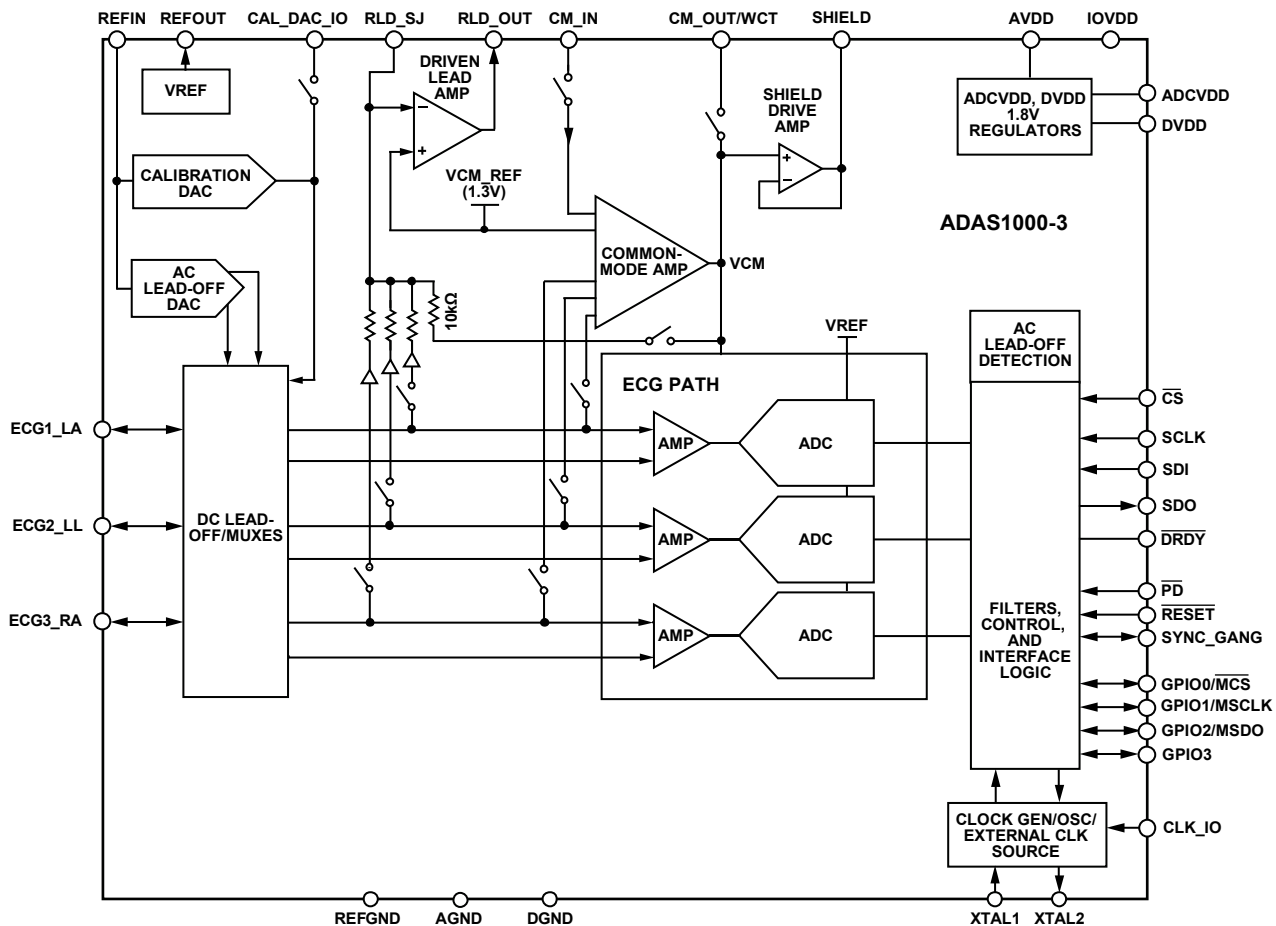 REFIN
REFOUT
CAL_DAC_IO
RLD_SJ
RLD_OUT
CM_IN
CM_OUT/WCT
SHIELD
AVDD
IOVDD
VREF
DRIVEN
LEAD
AMP
–
+
SHIELD
DRIVE
AMP
+
–
ADCVDD, DVDD
1.8V
REGULATORS
ADCVDD
DVDD
CALIBRATION
DAC
VCM_REF
(1.3V)
ADAS1000-3
AC
LEAD-OFF
DAC
COMMON-
MODE AMP
VCM
10kΩ
VREF
AC
LEAD-OFF
DETECTION
ECG PATH
ECG1_LA
ECG2_LL
ECG3_RA
DC LEAD-
OFF/MUXES
AMP
ADC
AMP
ADC
AMP
ADC
FILTERS,
CONTROL,
AND
INTERFACE
LOGIC
CS
SCLK
SDI
SDO
DRDY
PD
RESET
SYNC_GANG
GPIO0/MCS
GPIO1/MSCLK
GPIO2/MSDO
GPIO3
CLOCK GEN/OSC/
EXTERNAL CLK
SOURCE
CLK_IO
REFGND
AGND
DGND
XTAL1
XTAL2